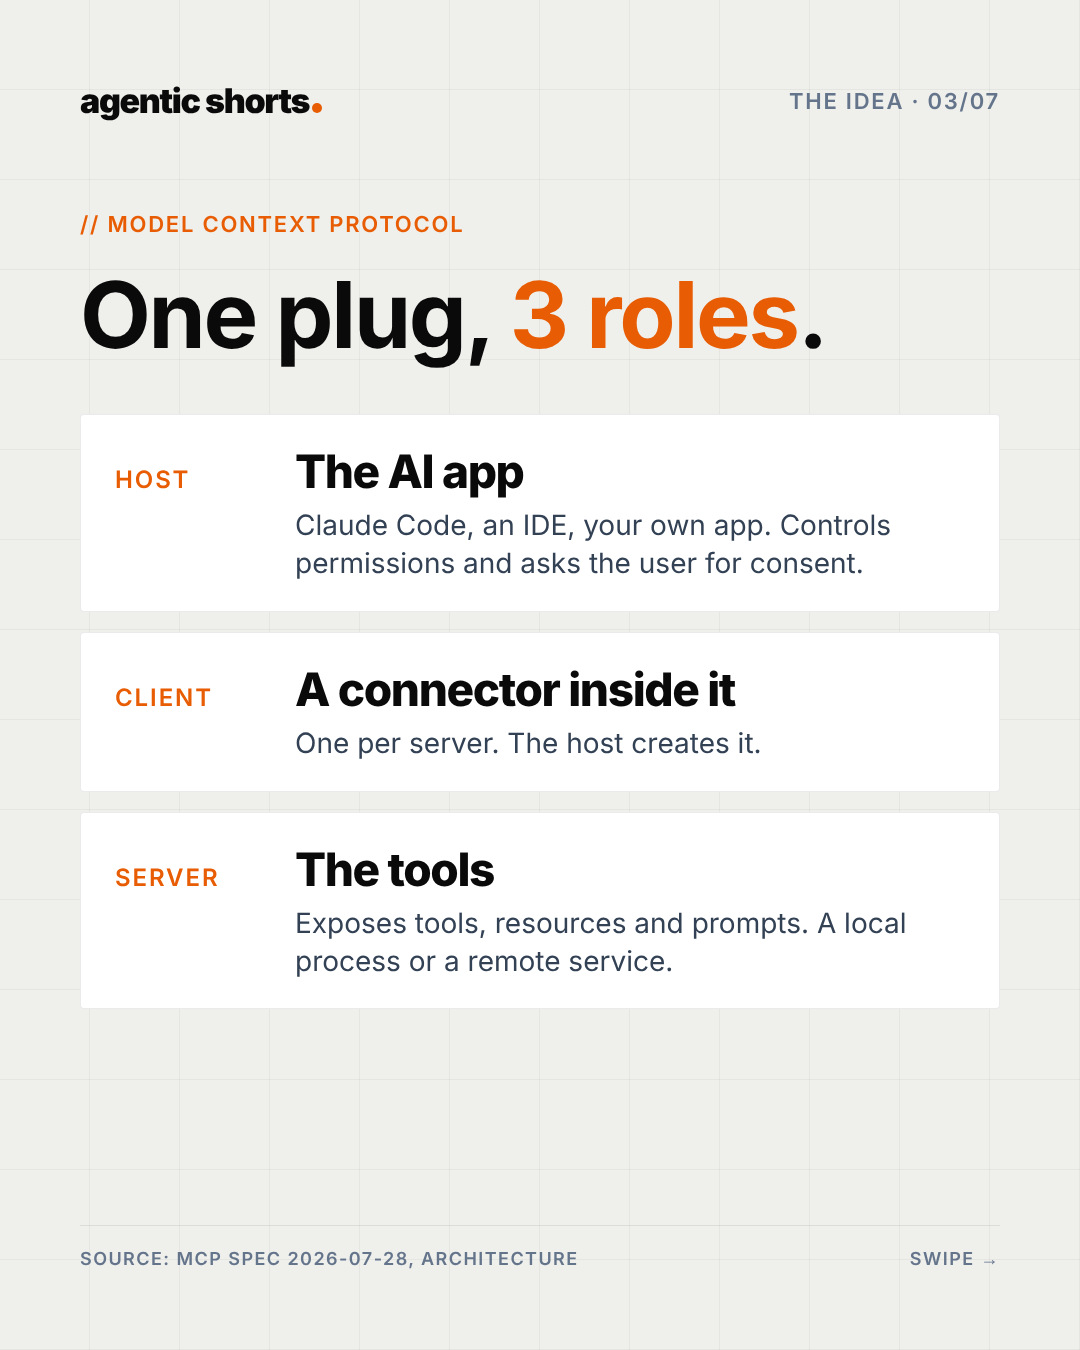 agentic shorts.
THE IDEA · 03/07
// MODEL CONTEXT PROTOCOL
One plug, 3 roles.
HOST
The AI app
Claude Code, an IDE, your own app. Controls
permissions and asks the user for consent.
CLIENT
A connector inside it
One per server. The host creates it.
SERVER
The tools
Exposes tools, resources and prompts. A local
process or a remote service.
SOURCE: MCP SPEC 2026-07-28, ARCHITECTURE
SWIPE →